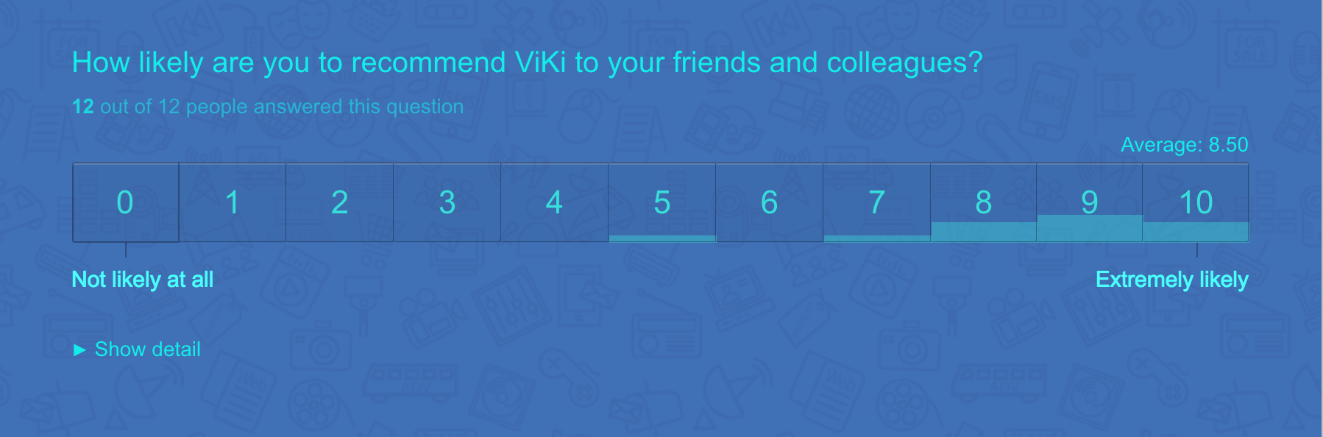 How likely are you to recommend ViKi to your friends and colleagues?
12 out of 12 people answered this question
Average: 8.50
0 1 2 3 4 5 6 7 8 9 10
Not likely at all Extremely likely
► Show detail